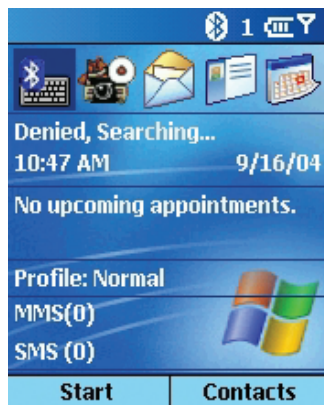 1
Denied, Searching...
10:47 AM 9/16/04
No upcoming appointments.
Profile: Normal
MMS(0)
SMS (0)
Start Contacts